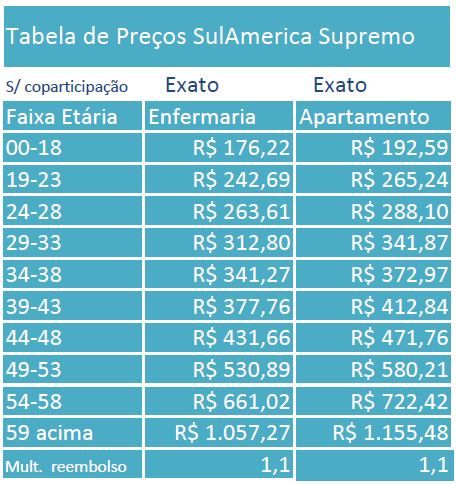 Tabela de Preços SulAmerica Supremo
S/ coparticipação Exato Exato
Faixa Etária Enfermaria Apartamento
00-18 R$ 176,22 R$ 192,59
19-23 R$ 242,69 R$ 265,24
24-28 R$ 263,61 R$ 288,10
29-33 R$ 312,80 R$ 341,87
34-38 R$ 341,27 R$ 372,97
39-43 R$ 377,76 R$ 412,84
44-48 R$ 431,66 R$ 471,76
49-53 R$ 530,89 R$ 580,21
54-58 R$ 661,02 R$ 722,42
59 acima R$ 1.057,27 R$ 1.155,48
Mult. reembolso 1,1 1,1